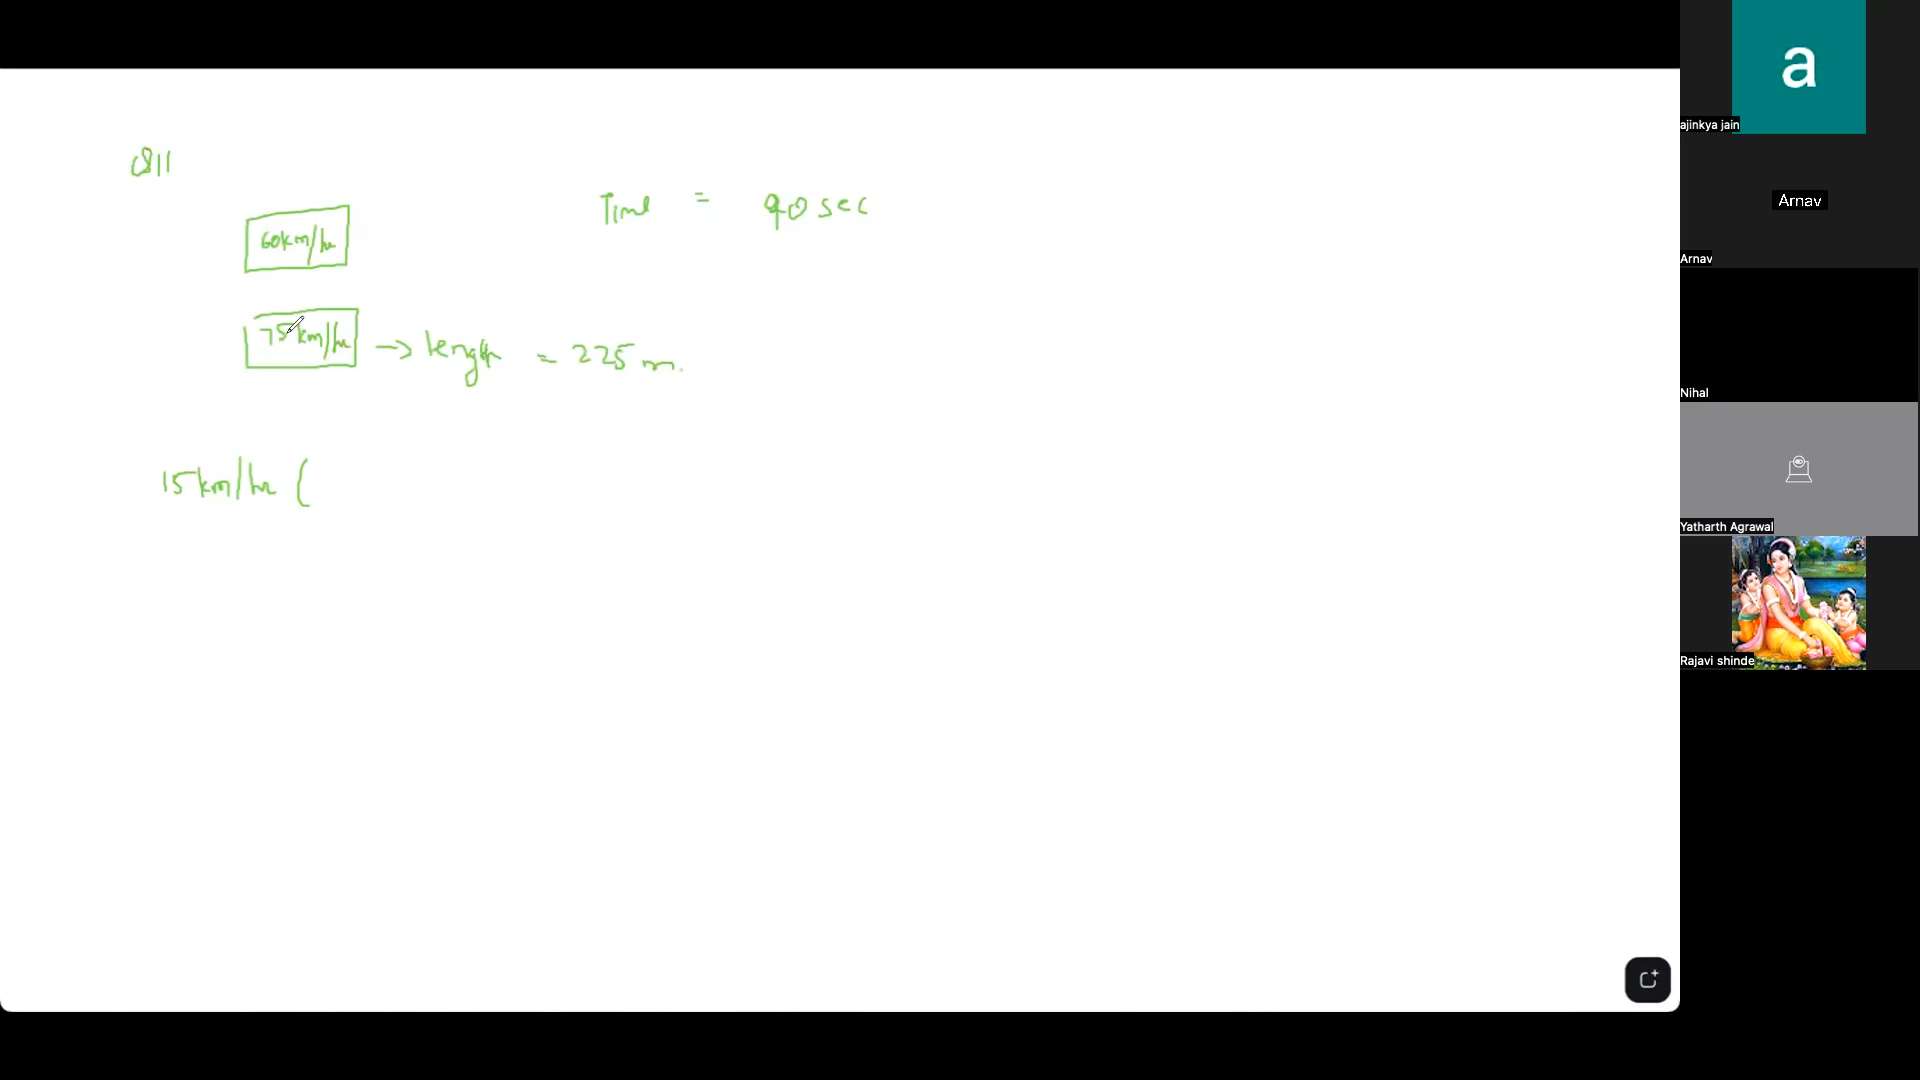 Q11
Time = 90 sec
60km/hr
75km/hr → length = 225 m.
15km/hr (
a
ajinkya jain
Arnav
Arnav
Nihal
Yatharth Agrawal
Rajavi shinde